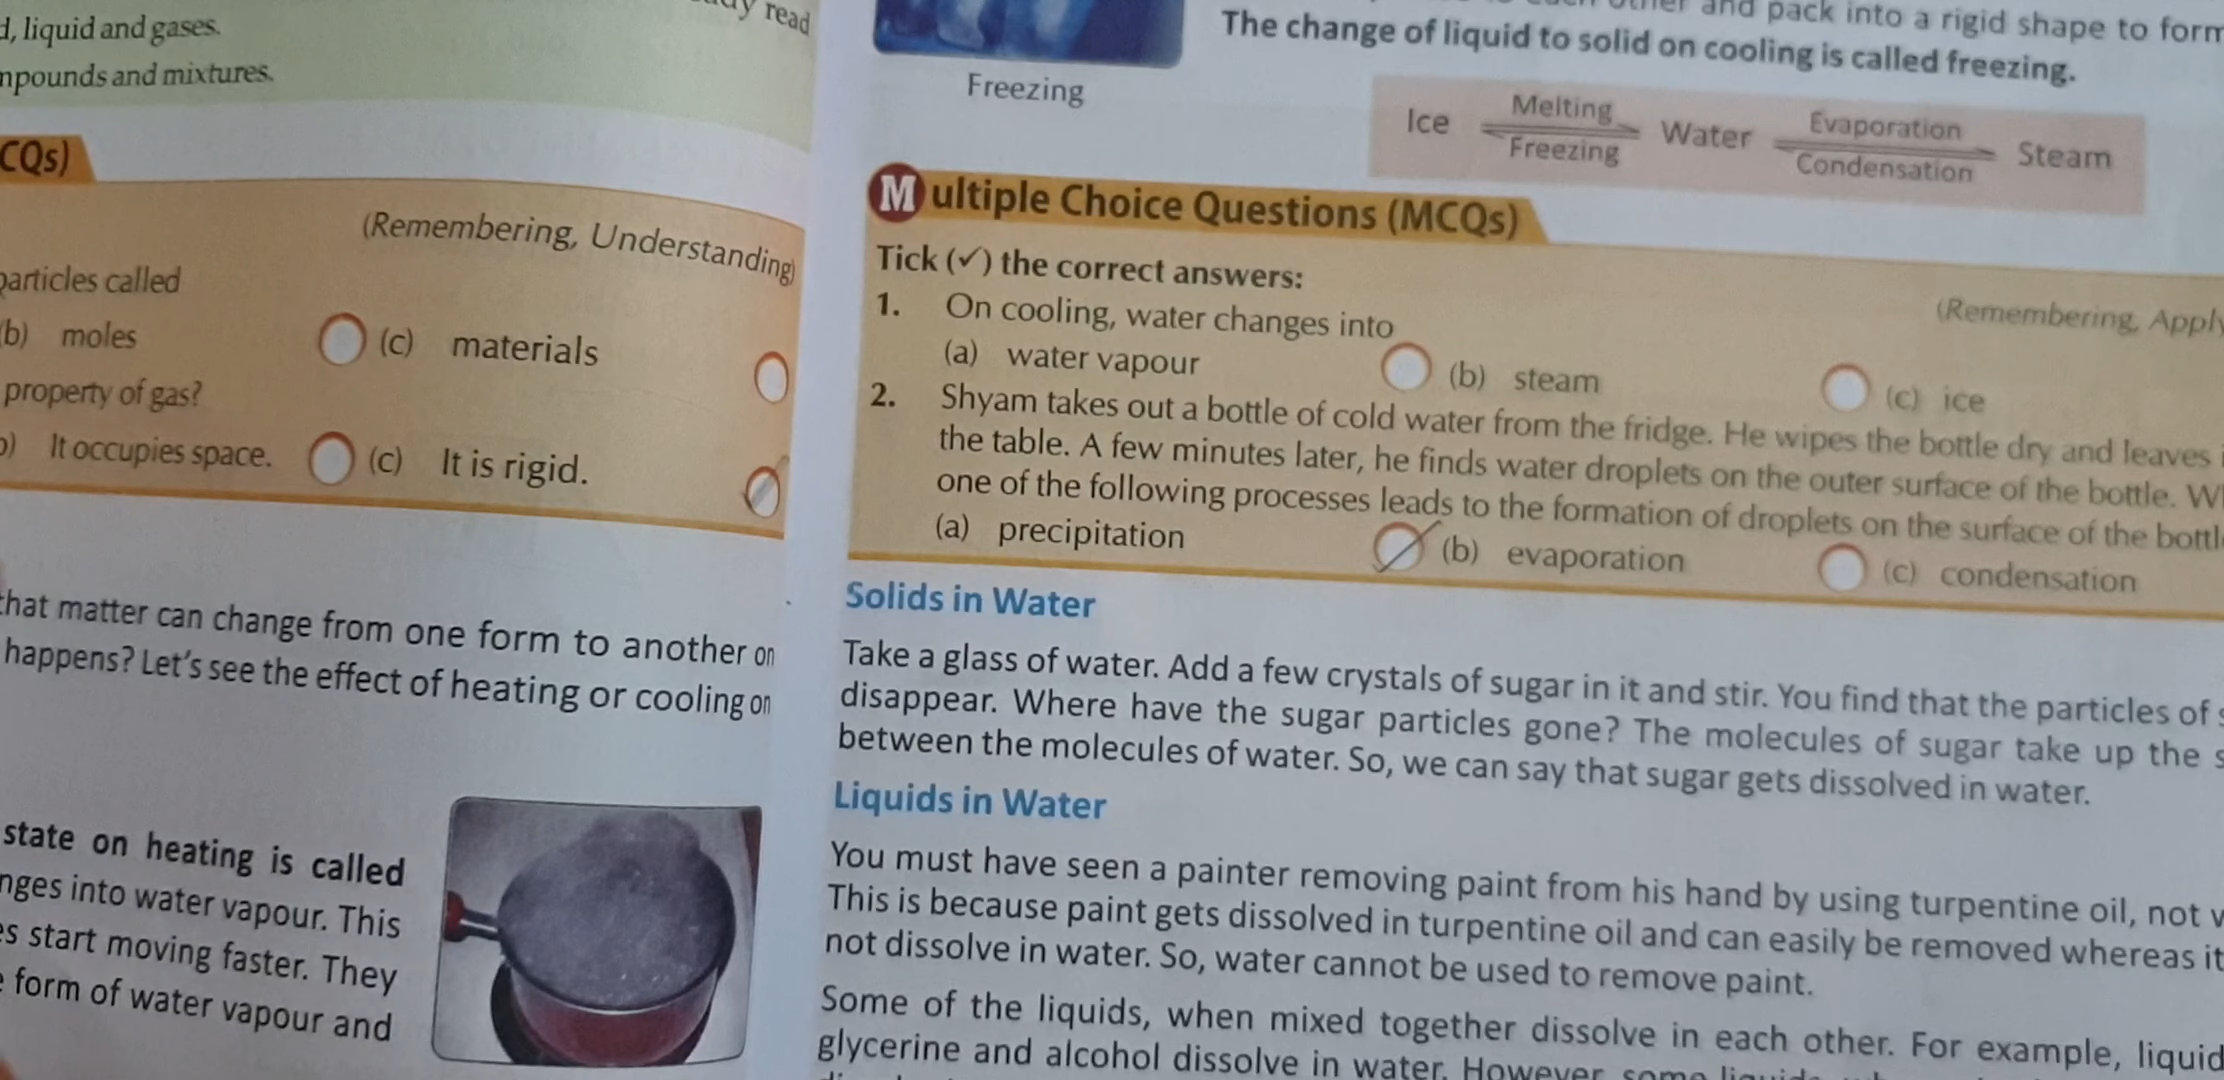 liquid and gases.
and mixtures.
CQs)
(Remembering, Understanding)
particles called
(b) moles (c) materials
property of gas?
It occupies space. (c) It is rigid.
that matter can change from one form to another on
happens? Let's see the effect of heating or cooling on
state on heating is called
into water vapour. This
start moving faster. They
form of water vapour and
read
Freezing
and pack into a rigid shape to form
The change of liquid to solid on cooling is called freezing.
Ice Melting Freezing Water Evaporation Condensation Steam
Multiple Choice Questions (MCQs)
Tick (✓) the correct answers:
(Remembering, Apply
1. On cooling, water changes into
(a) water vapour (b) steam (c) ice
2. Shyam takes out a bottle of cold water from the fridge. He wipes the bottle dry and leaves
the table. A few minutes later, he finds water droplets on the outer surface of the bottle.
one of the following processes leads to the formation of droplets on the surface of the
(a) precipitation (b) evaporation (c) condensation
Solids in Water
Take a glass of water. Add a few crystals of sugar in it and stir. You find that the particles of
disappear. Where have the sugar particles gone? The molecules of sugar take up the
between the molecules of water. So, we can say that sugar gets dissolved in water.
Liquids in Water
You must have seen a painter removing paint from his hand by using turpentine oil, not
This is because paint gets dissolved in turpentine oil and can easily be removed whereas it
not dissolve in water. So, water cannot be used to remove paint.
Some of the liquids, when mixed together dissolve in each other. For example, liquid
glycerine and alcohol dissolve in water. However, some